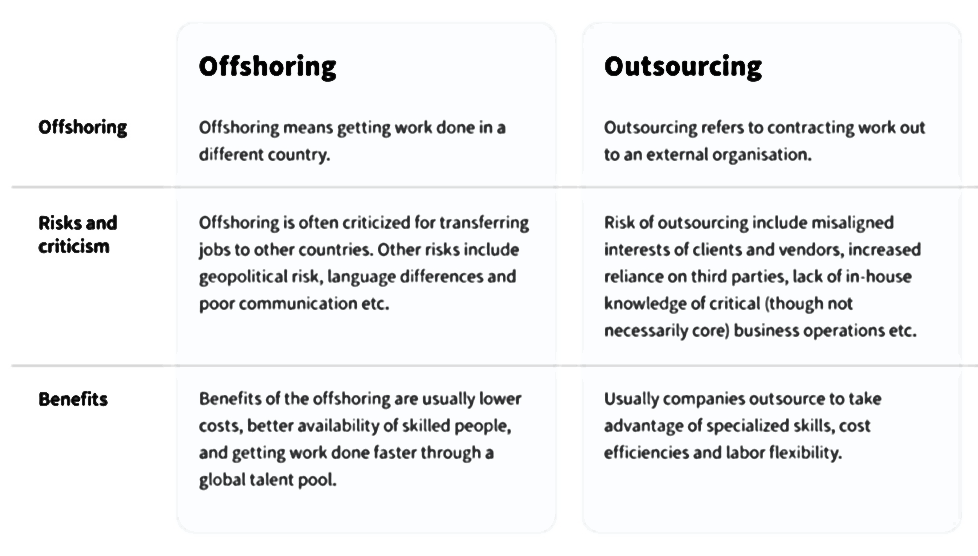 Offshoring
Outsourcing
Offshoring
Offshoring means getting work done in a
different country.
Outsourcing refers to contracting work out
to an external organisation.
Risks and
criticism
Offshoring is often criticized for transferring
jobs to other countries. Other risks include
geopolitical risk, language differences and
poor communication etc.
Risk of outsourcing include misaligned
interests of clients and vendors, increased
reliance on third parties, lack of in-house
knowledge of critical (though not
necessarily core) business operations etc.
Benefits
Benefits of the offshoring are usually lower
costs, better availability of skilled people,
and getting work done faster through a
global talent pool.
Usually companies outsource to take
advantage of specialized skills, cost
efficiencies and labor flexibility.